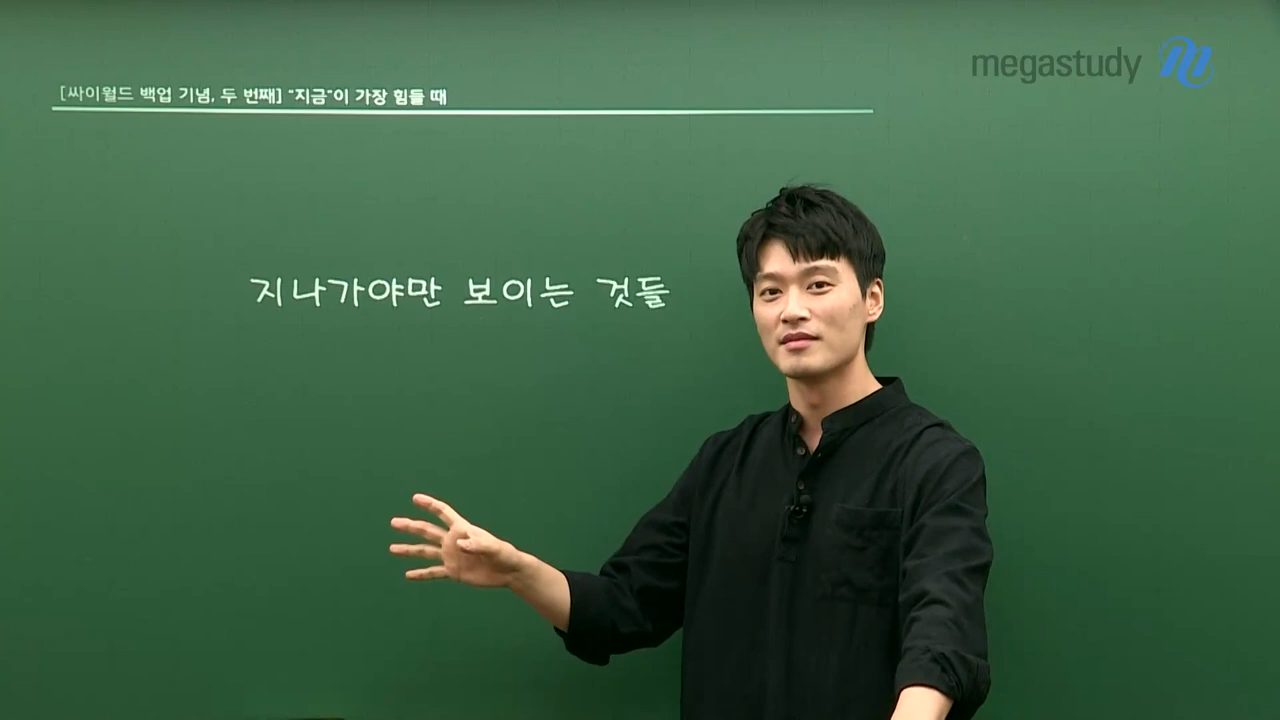 megastudy
[싸이월드 백업 기념, 두 번째] "지금"이 가장 힘들 때
지나가야만 보이는 것들